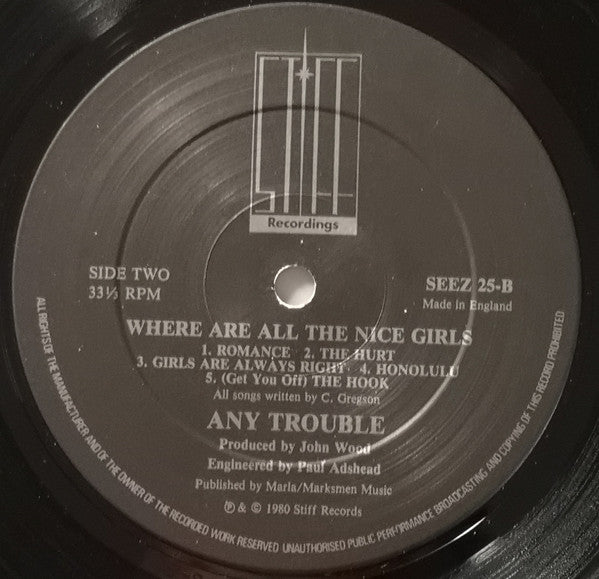 STIFF
Recordings
SIDE TWO
33⅓ RPM
SEEZ 25-B
Made in England
WHERE ARE ALL THE NICE GIRLS
1. ROMANCE 2. THE HURT
3. GIRLS ARE ALWAYS RIGHT 4. HONOLULU
5. (Get You Off) THE HOOK
All songs written by C. Gregson
ANY TROUBLE
Produced by John Wood
Engineered by Paul Adshead
Published by Marla/Marksmen Music
℗ & © 1980 Stiff Records
ALL RIGHTS OF THE MANUFACTURER AND OF THE OWNER OF THE RECORDED WORK RESERVED UNAUTHORISED PUBLIC PERFORMANCE BROADCASTING AND COPYING OF THIS RECORD PROHIBITED